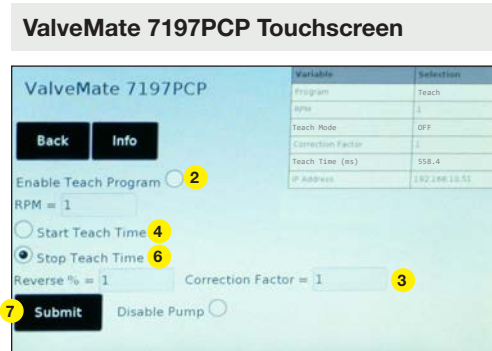 ValveMate 7197PCP Touchscreen
ValveMate 7197PCP
Variable Selection
Program Teach
RPM 1
Teach Mode OFF
Correction Factor 1
Teach Time (ms) 558.4
IP Address 192.168.10.51
Back Info
Enable Teach Program 2
RPM = 1
Start Teach Time 4
Stop Teach Time 6
Reverse % = 1 Correction Factor = 1 3
7 Submit Disable Pump